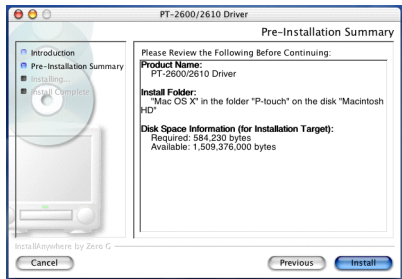 PT-2600/2610 Driver
Pre-Installation Summary
Introduction
Pre-Installation Summary
Installing...
Install Complete
Please Review the Following Before Continuing:
Product Name:
PT-2600/2610 Driver
Install Folder:
"Mac OS X" in the folder "P-touch" on the disk "Macintosh
HD"
Disk Space Information (for Installation Target):
Required: 584,230 bytes
Available: 1,509,376,000 bytes
InstallAnywhere by Zero G
Cancel
Previous
Install